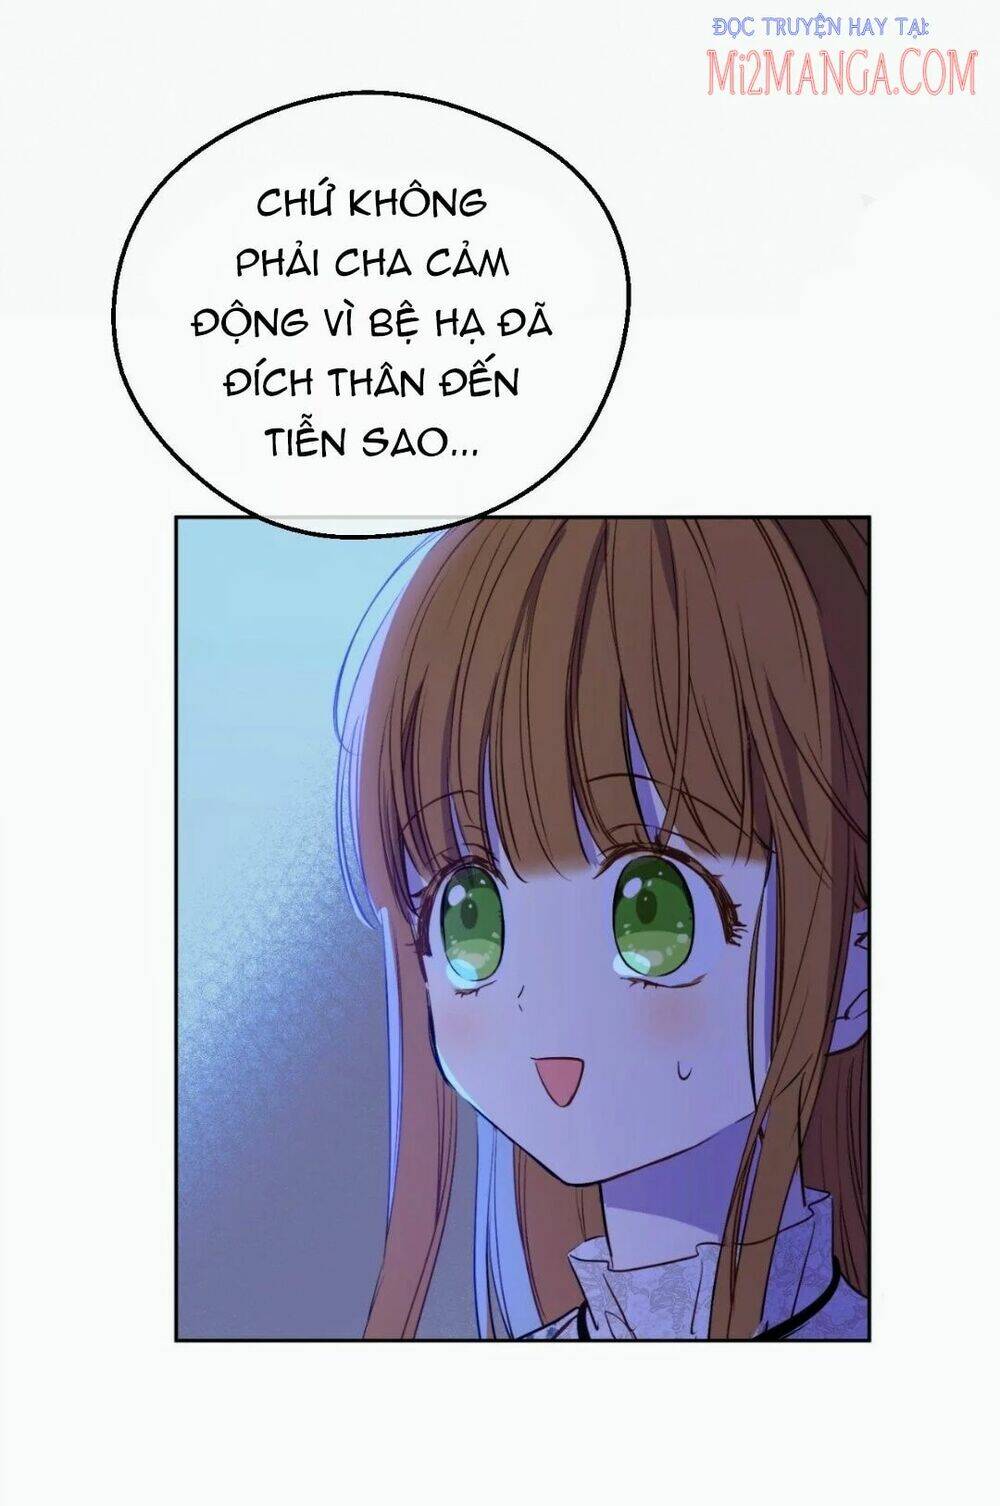 ĐỌC TRUYỆN HAY TẠI:
MI2MANGA.COM
CHỨ KHÔNG
PHẢI CHA CẢM
ĐỘNG VÌ BỆ HẠ ĐÃ
ĐÍCH THÂN ĐẾN
TIỄN SAO...